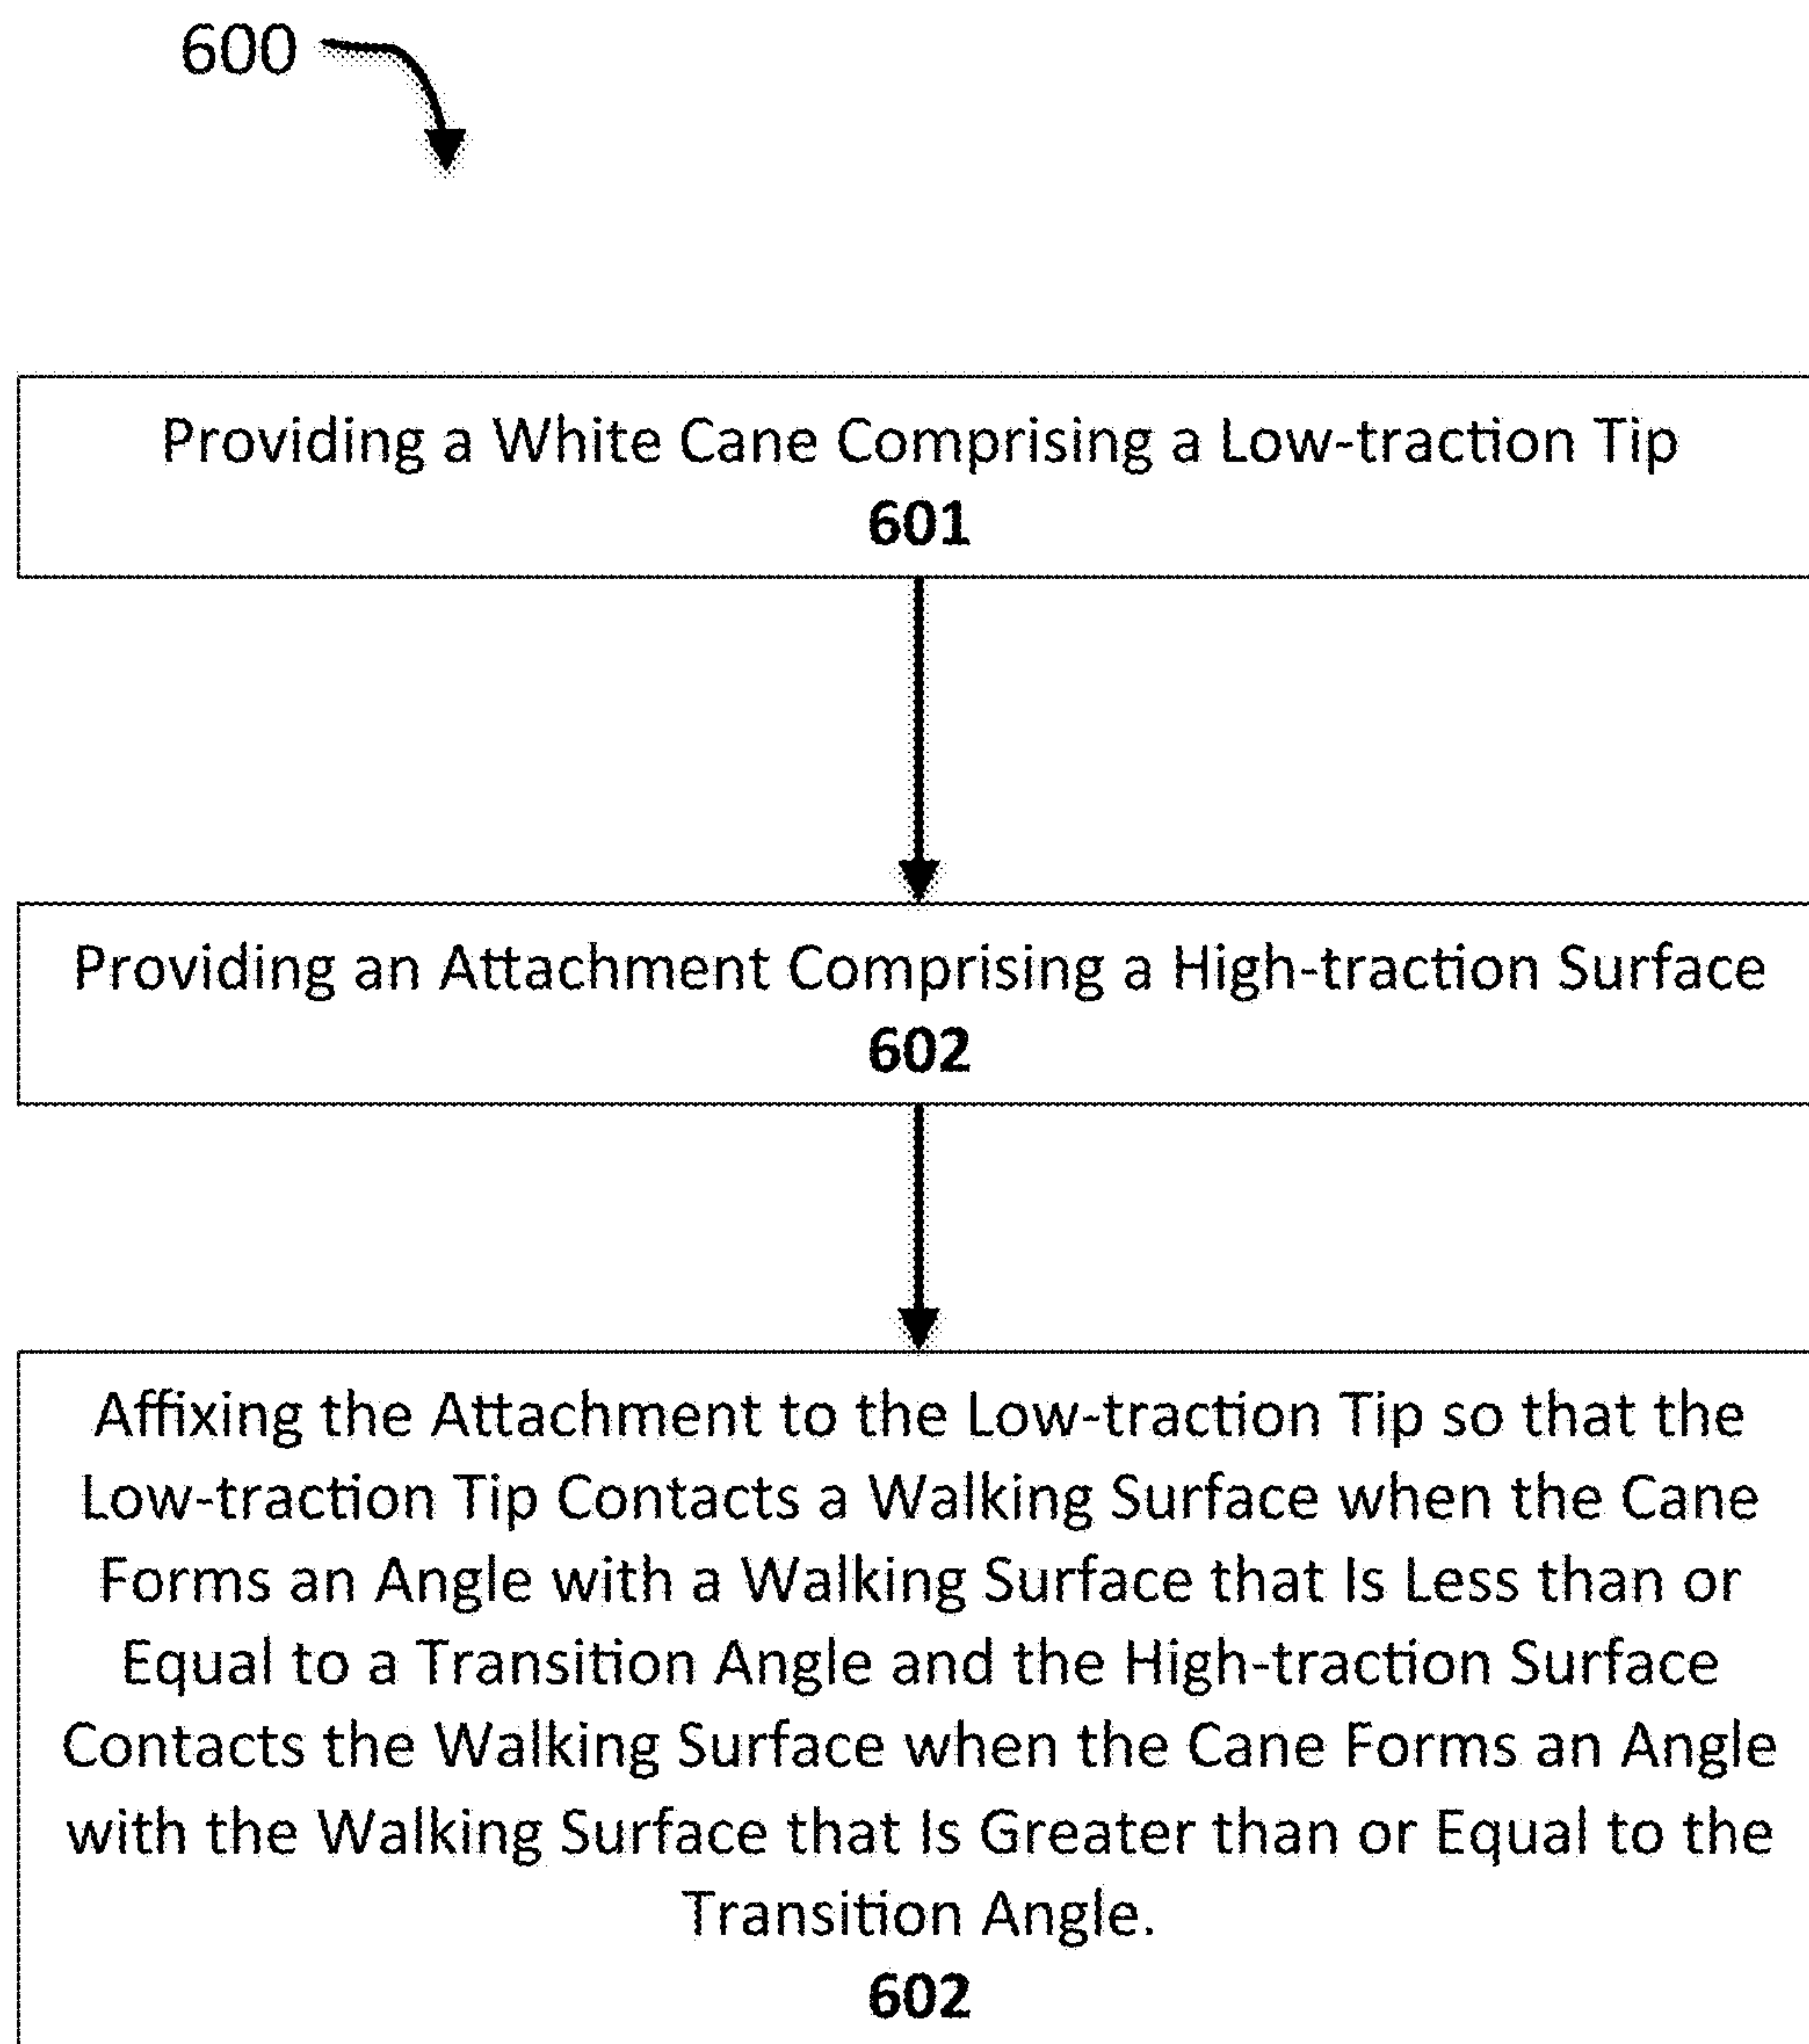 600
Providing a White Cane Comprising a Low-traction Tip
601
Providing an Attachment Comprising a High-traction Surface
602
Affixing the Attachment to the Low-traction Tip so that the
Low-traction Tip Contacts a Walking Surface when the Cane
Forms an Angle with a Walking Surface that Is Less than or
Equal to a Transition Angle and the High-traction Surface
Contacts the Walking Surface when the Cane Forms an Angle
with the Walking Surface that Is Greater than or Equal to the
Transition Angle.
602